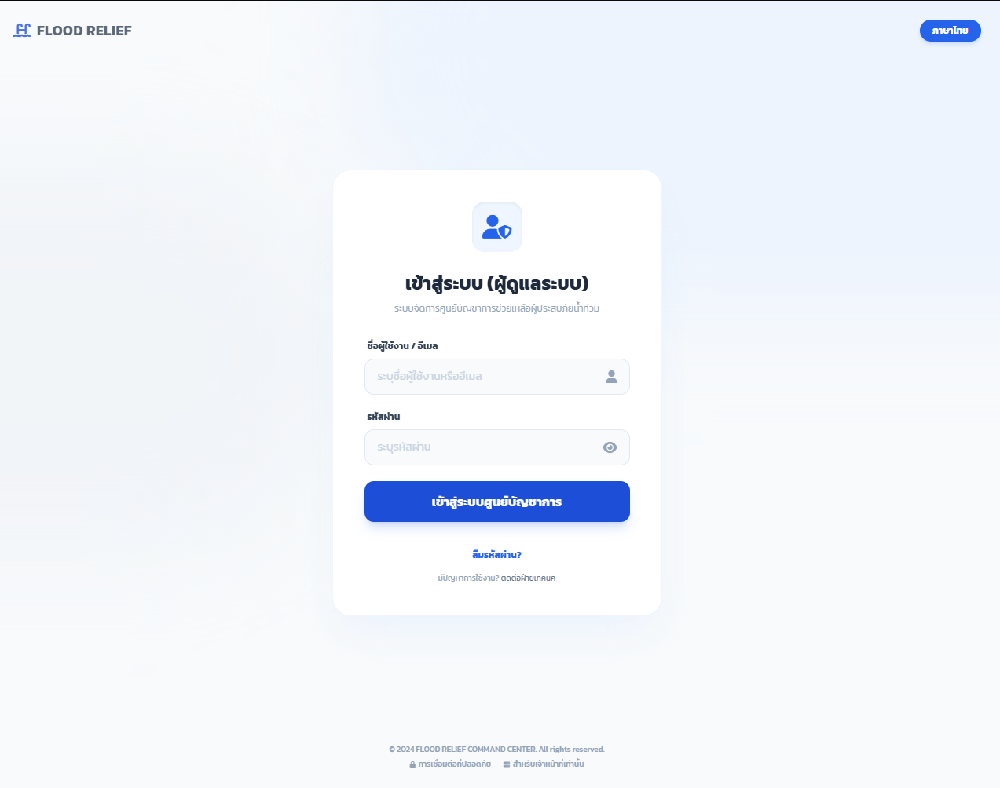 FLOOD RELIEF
ภาษาไทย
เข้าสู่ระบบ (ผู้ดูแลระบบ)
ระบบจัดการศูนย์บัญชาการช่วยเหลือผู้ประสบภัยน้ำท่วม
ชื่อผู้ใช้งาน / อีเมล
ระบุชื่อผู้ใช้งานหรืออีเมล
รหัสผ่าน
ระบุรหัสผ่าน
เข้าสู่ระบบศูนย์บัญชาการ
ลืมรหัสผ่าน?
มีปัญหาการใช้งาน? ติดต่อฝ่ายเทคนิค
© 2024 FLOOD RELIEF COMMAND CENTER. All rights reserved.
การเชื่อมต่อที่ปลอดภัย สำหรับเจ้าหน้าที่เท่านั้น